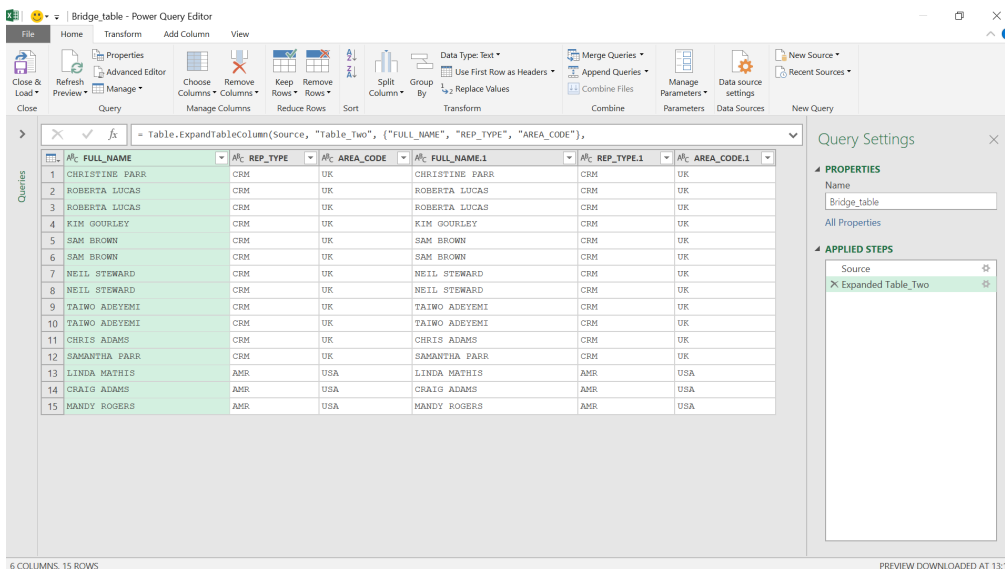 Bridge_table - Power Query Editor
File Home Transform Add Column View
Close & Load
Refresh Preview
Properties
Advanced Editor
Manage
Choose Columns
Remove Columns
Keep Rows
Remove Rows
Split Column
Group By
Data Type: Text
Use First Row as Headers
Replace Values
Merge Queries
Append Queries
Combine Files
Manage Parameters
Data source settings
New Source
Recent Sources
Close Query Manage Columns Reduce Rows Sort Transform Combine Parameters Data Sources New Query
fx = Table.ExpandTableColumn(Source, "Table_Two", {"FULL_NAME", "REP_TYPE", "AREA_CODE"},
Queries
ABC FULL_NAME ABC REP_TYPE ABC AREA_CODE ABC FULL_NAME.1 ABC REP_TYPE.1 ABC AREA_CODE.1
1 CHRISTINE PARR CRM UK CHRISTINE PARR CRM UK
2 ROBERTA LUCAS CRM UK ROBERTA LUCAS CRM UK
3 ROBERTA LUCAS CRM UK ROBERTA LUCAS CRM UK
4 KIM GOURLEY CRM UK KIM GOURLEY CRM UK
5 SAM BROWN CRM UK SAM BROWN CRM UK
6 SAM BROWN CRM UK SAM BROWN CRM UK
7 NEIL STEWARD CRM UK NEIL STEWARD CRM UK
8 NEIL STEWARD CRM UK NEIL STEWARD CRM UK
9 TAIWO ADEYEMI CRM UK TAIWO ADEYEMI CRM UK
10 TAIWO ADEYEMI CRM UK TAIWO ADEYEMI CRM UK
11 CHRIS ADAMS CRM UK CHRIS ADAMS CRM UK
12 SAMANTHA PARR CRM UK SAMANTHA PARR CRM UK
13 LINDA MATHIS AMR USA LINDA MATHIS AMR USA
14 CRAIG ADAMS AMR USA CRAIG ADAMS AMR USA
15 MANDY ROGERS AMR USA MANDY ROGERS AMR USA
Query Settings
PROPERTIES
Name
Bridge_table
All Properties
APPLIED STEPS
Source
Expanded Table_Two
6 COLUMNS, 15 ROWS
PREVIEW DOWNLOADED AT 13: